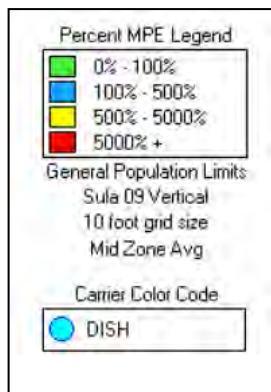 Percent MPE Legend
0% - 100%
100% - 500%
500% - 5000%
5000% +
General Population Limits
Sula 09 Vertical
10 foot grid size
Mid Zone Avg
Carrier Color Code
DISH